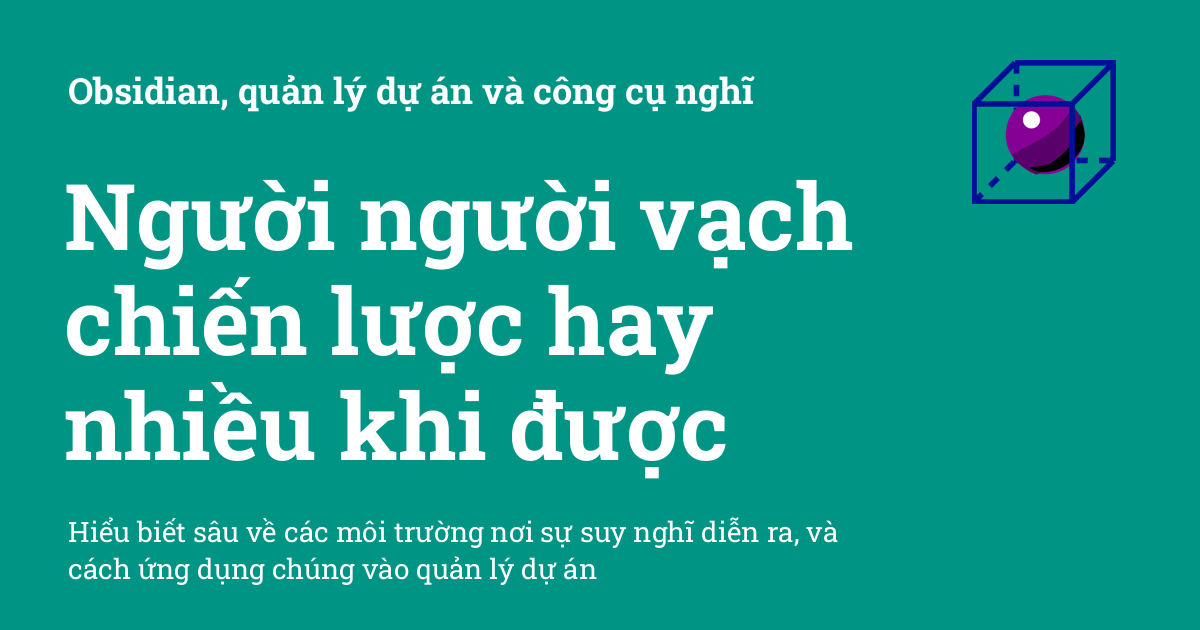 Obsidian, quản lý dự án và công cụ nghĩ
Người người vạch
chiến lược hay
nhiều khi được
Hiểu biết sâu về các môi trường nơi sự suy nghĩ diễn ra, và
cách ứng dụng chúng vào quản lý dự án